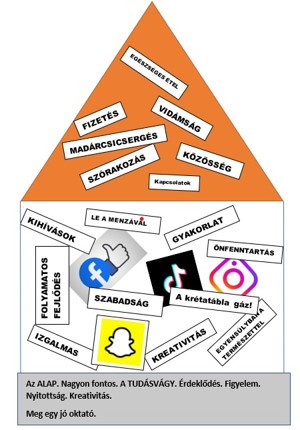 EGÉSZSÉGES ÉTEL
FIZETÉS
VIDÁMSÁG
MADÁRCSICSERGÉS
SZÓRAKOZÁS
KÖZÖSSÉG
Kapcsolatok
KIHÍVÁSOK
LE A MENZÁVAL
GYAKORLAT
ÖNFENNTARTÁS
FOLYAMATOS
FEJLŐDÉS
SZABADSÁG
A krétatábla gáz!
IZGALMAS
KREATIVITÁS
EGYENSÚLYBAN A
TERMÉSZETTEL
Az ALAP. Nagyon fontos. A TUDÁSVÁGY. Érdeklődés. Figyelem.
Nyitottság. Kreativitás.
Meg egy jó oktató.